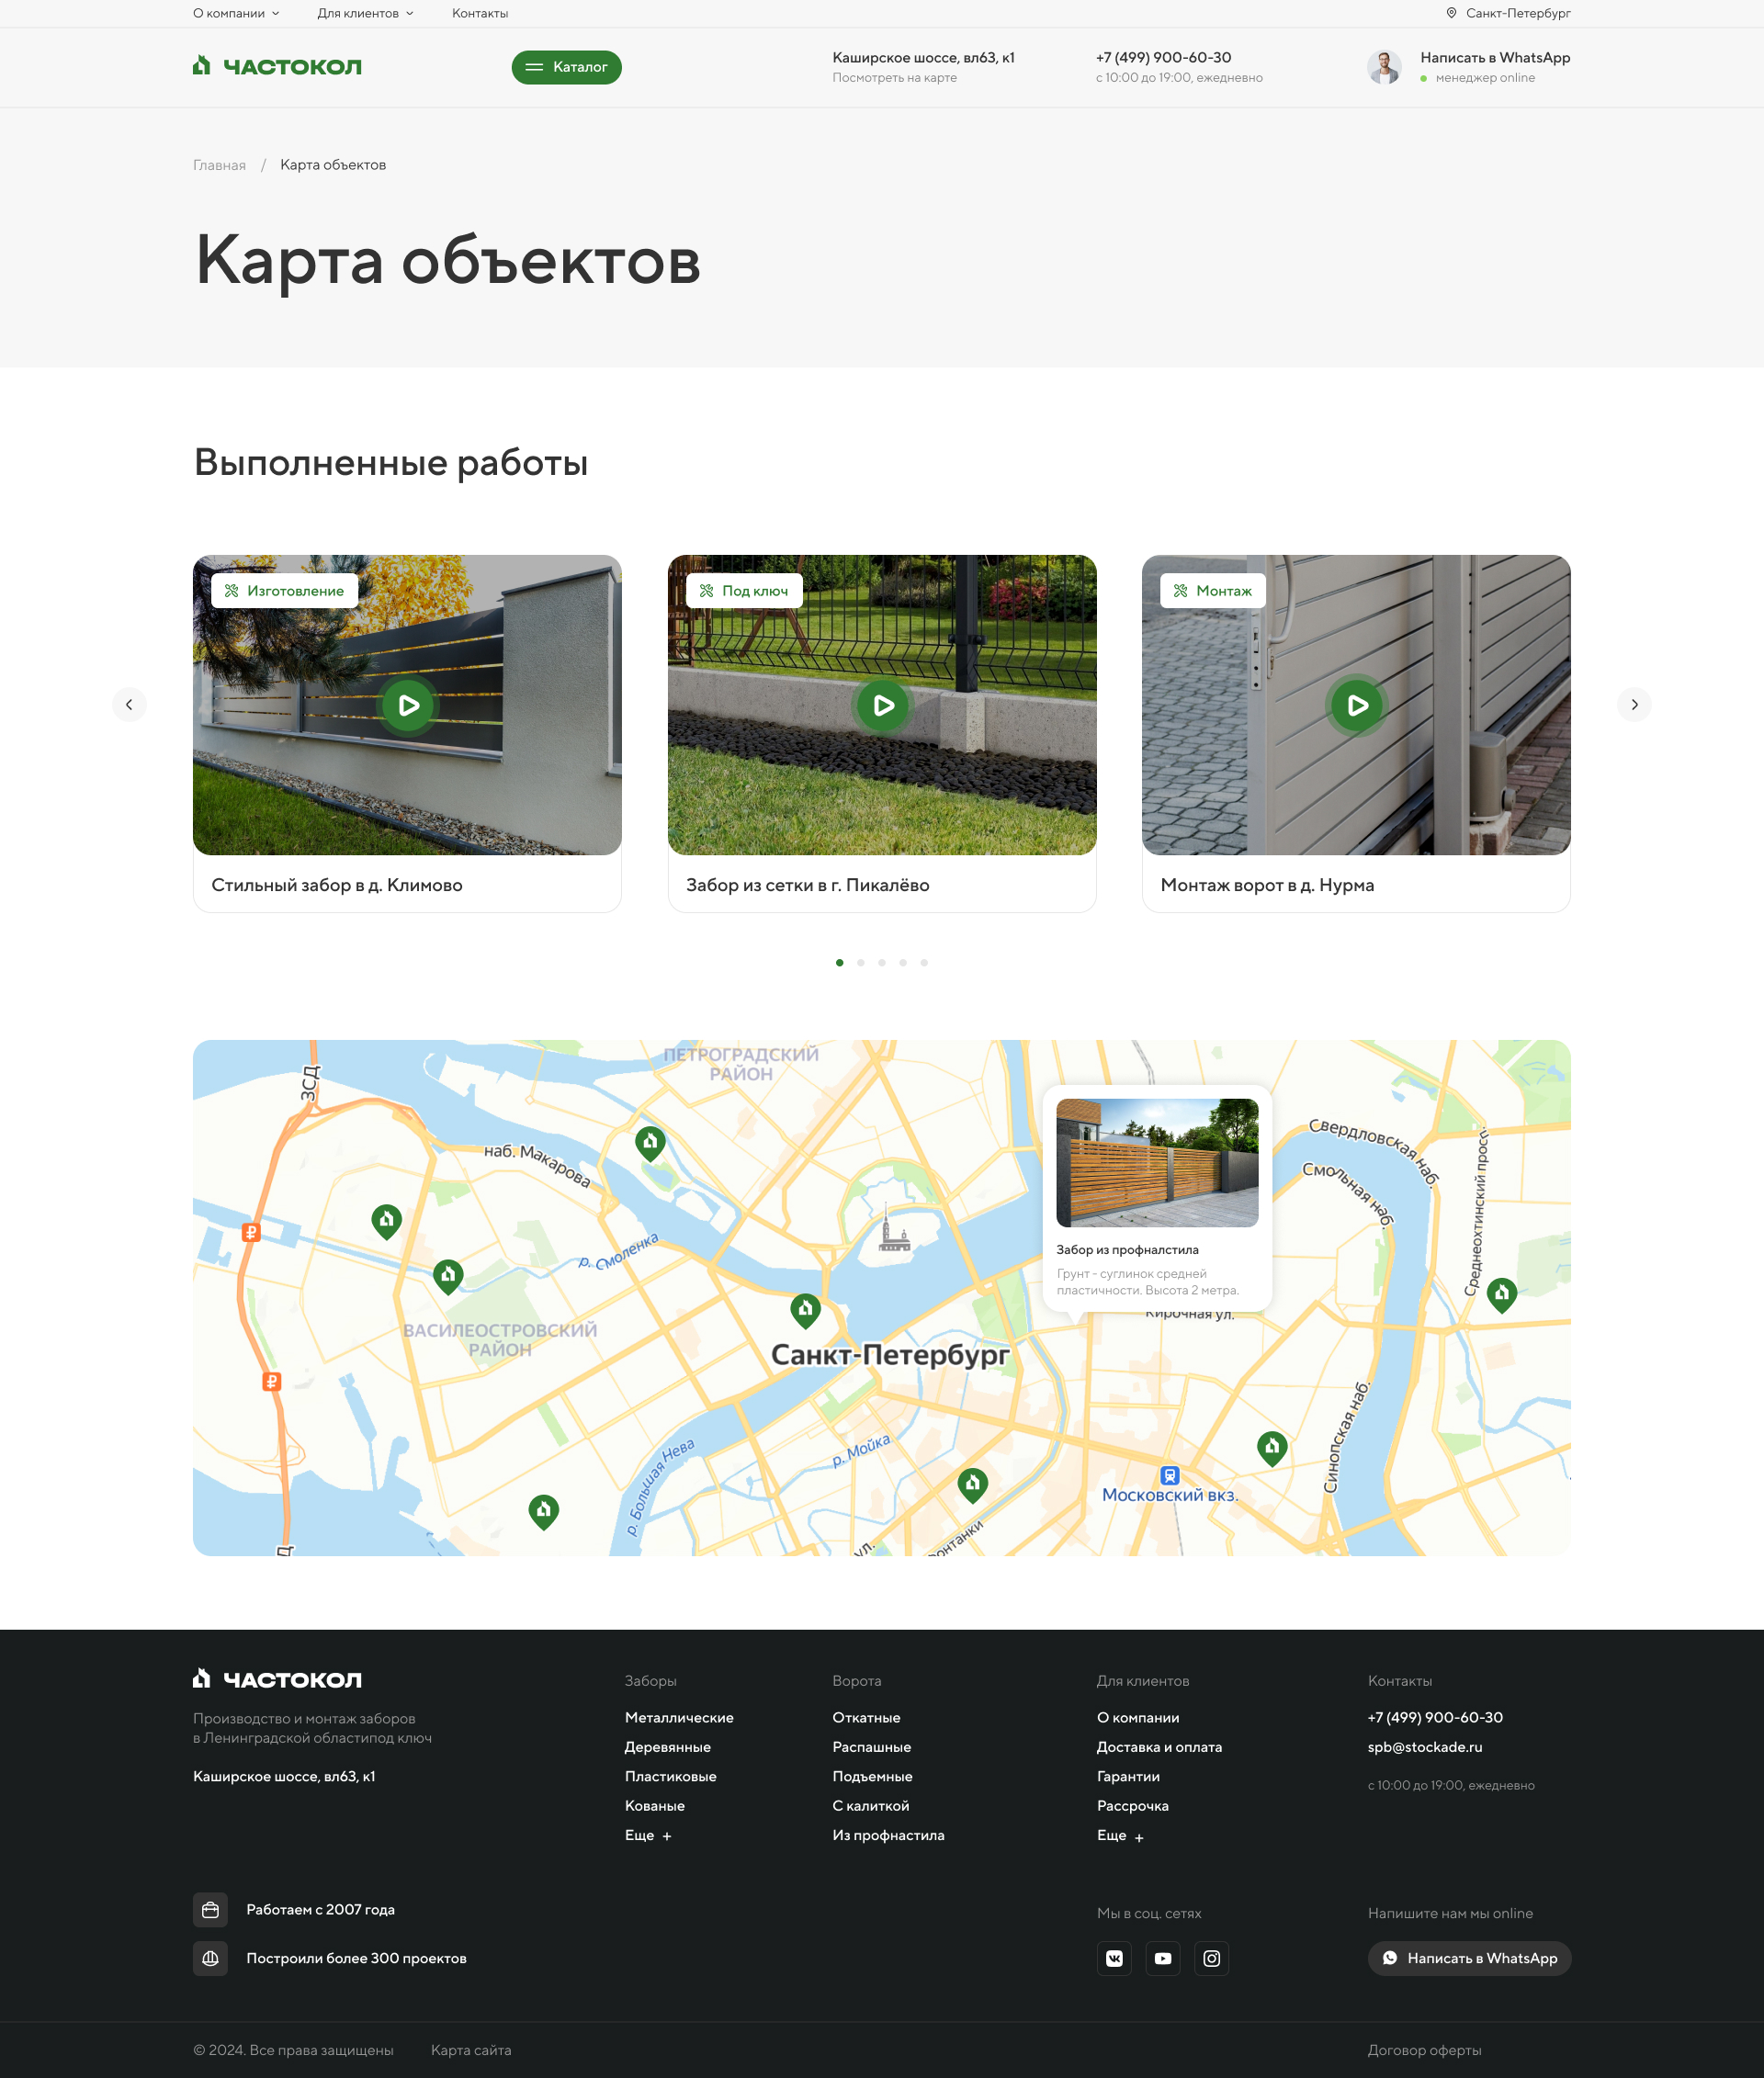 О компании
Для клиентов
Контакты
Санкт-Петербург
ЧАСТОКОЛ
Каталог
Каширское шоссе, вл63, к1
Посмотреть на карте
+7 (499) 900-60-30
с 10:00 до 19:00, ежедневно
Написать в WhatsApp
менеджер online
Главная / Карта объектов
Карта объектов
Выполненные работы
Изготовление
Под ключ
Монтаж
Стильный забор в д. Климово
Забор из сетки в г. Пикалёво
Монтаж ворот в д. Нурма
ПЕТРОГРАДСКИЙ
РАЙОН
ЗСД
наб. Макарова
Свердловская наб.
Смольная наб.
Среднеохтинский просп.
р. Смоленка
Забор из профналстила
Грунт - суглинок средней
пластичности. Высота 2 метра.
Кирочная ул.
ВАСИЛЕОСТРОВСКИЙ
РАЙОН
Санкт-Петербург
р. Большая Нева
р. Мойка
Синопская наб.
Московский вкз.
ул.
ЧАСТОКОЛ
Производство и монтаж заборов
в Ленинградской областипод ключ
Каширское шоссе, вл63, к1
Заборы
Металлические
Деревянные
Пластиковые
Кованые
Еще +
Ворота
Откатные
Распашные
Подъемные
С калиткой
Из профнастила
Для клиентов
О компании
Доставка и оплата
Гарантии
Рассрочка
Еще +
Контакты
+7 (499) 900-60-30
spb@stockade.ru
с 10:00 до 19:00, ежедневно
Работаем с 2007 года
Построили более 300 проектов
Мы в соц. сетях
Напишите нам мы online
Написать в WhatsApp
© 2024. Все права защищены
Карта сайта
Договор оферты